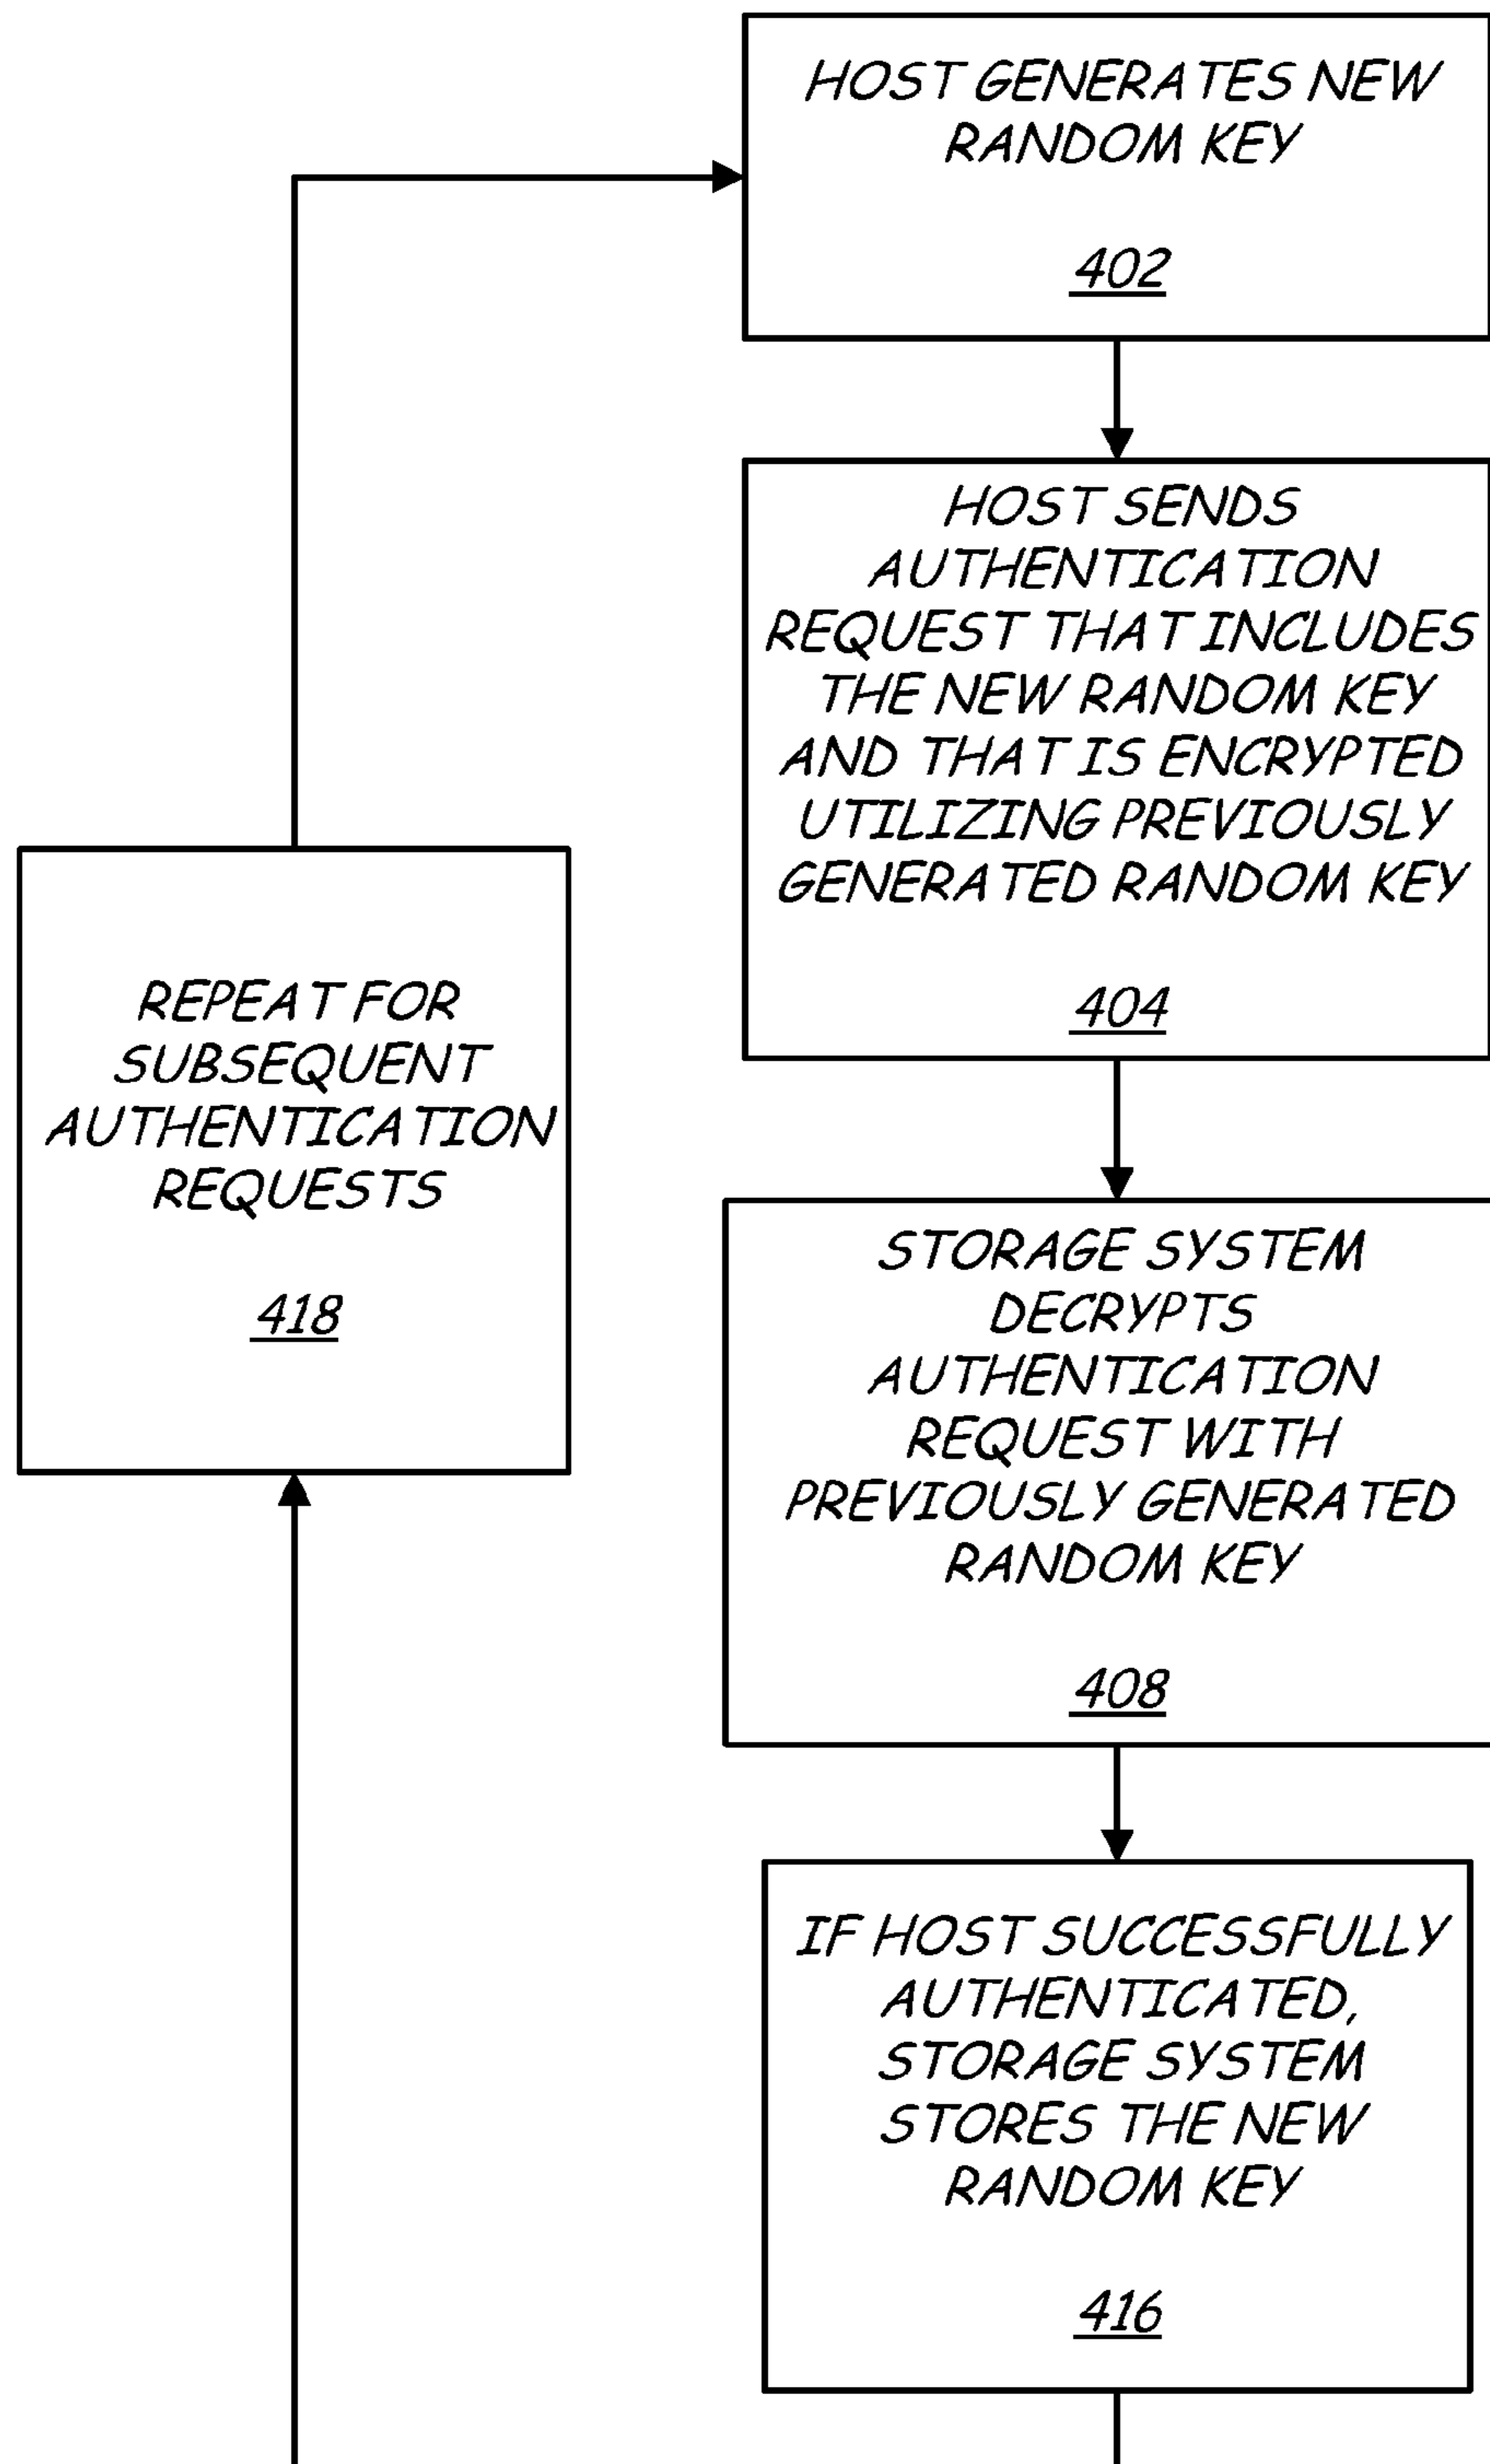 HOST GENERATES NEW
RANDOM KEY
402
HOST SENDS
AUTHENTICATION
REQUEST THAT INCLUDES
THE NEW RANDOM KEY
AND THAT IS ENCRYPTED
UTILIZING PREVIOUSLY
GENERATED RANDOM KEY
404
REPEAT FOR
SUBSEQUENT
AUTHENTICATION
REQUESTS
418
STORAGE SYSTEM
DECRYPTS
AUTHENTICATION
REQUEST WITH
PREVIOUSLY GENERATED
RANDOM KEY
408
IF HOST SUCCESSFULLY
AUTHENTICATED,
STORAGE SYSTEM
STORES THE NEW
RANDOM KEY
416